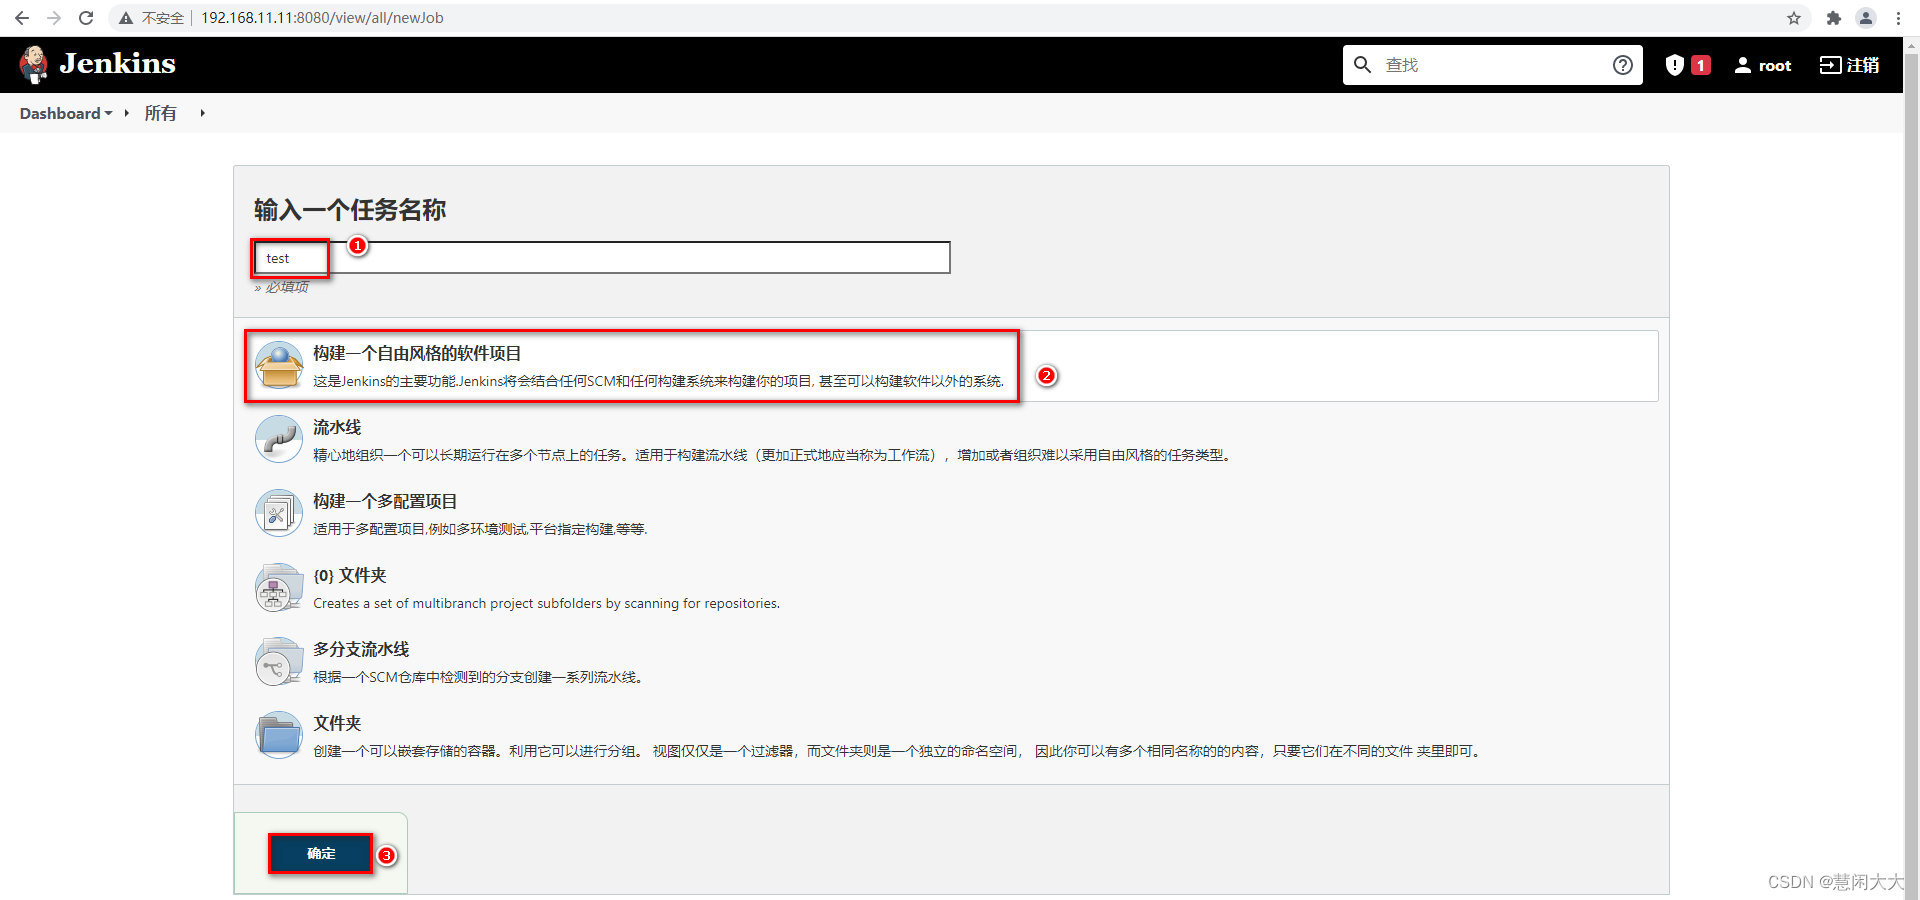 不安全 192.168.11.11:8080/view/all/newJob
Jenkins 查找 1 root 注销
Dashboard 所有
输入一个任务名称
1
test
» 必填项
构建一个自由风格的软件项目
这是Jenkins的主要功能.Jenkins将会结合任何SCM和任何构建系统来构建你的项目, 甚至可以构建软件以外的系统.
2
流水线
精心地组织一个可以长期运行在多个节点上的任务。适用于构建流水线（更加正式地应当称为工作流），增加或者组织难以采用自由风格的任务类型。
构建一个多配置项目
适用于多配置项目,例如多环境测试,平台指定构建,等等.
{0} 文件夹
Creates a set of multibranch project subfolders by scanning for repositories.
多分支流水线
根据一个SCM仓库中检测到的分支创建一系列流水线。
文件夹
创建一个可以嵌套存储的容器。利用它可以进行分组。 视图仅仅是一个过滤器，而文件夹则是一个独立的命名空间， 因此你可以有多个相同名称的的内容，只要它们在不同的文件 夹里即可。
确定 3
CSDN @慧闲大大